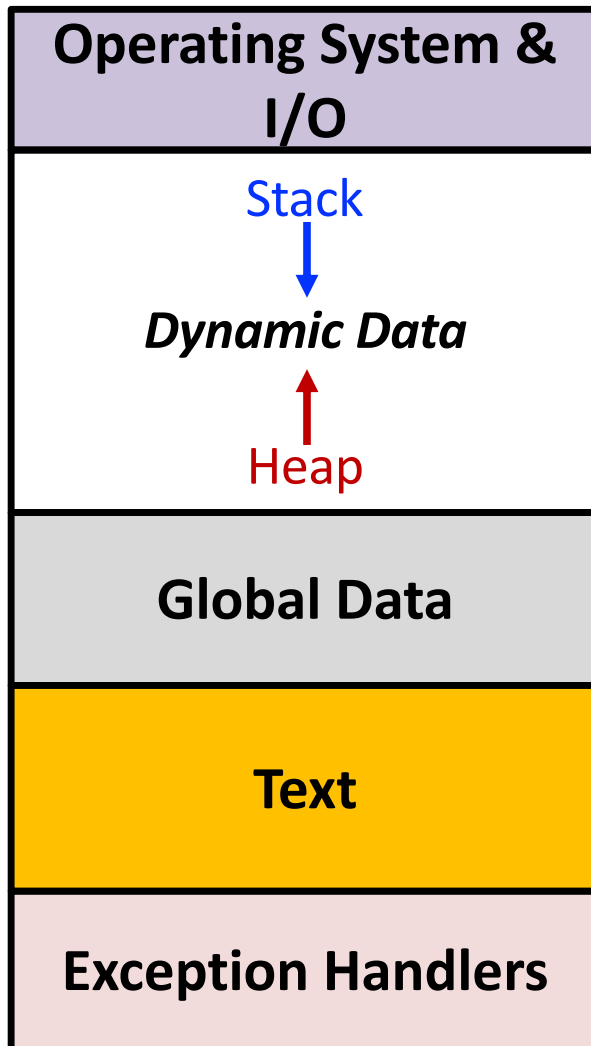 Operating System &
I/O
Stack
Dynamic Data
Heap
Global Data
Text
Exception Handlers